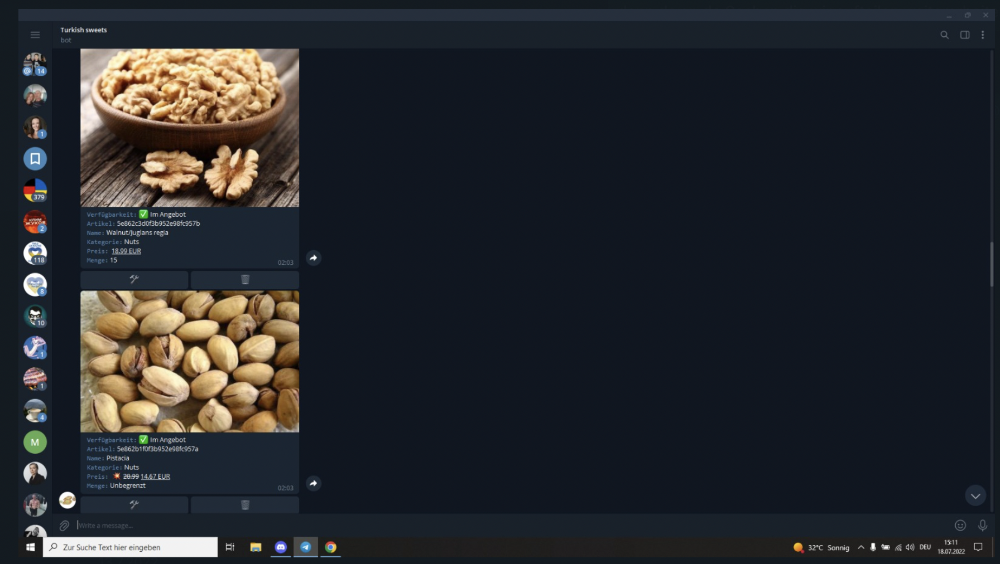 Turkish sweets
bot
@ 14
1
379
КЛИМ
ЖУКОВ
2
118
8
10
1
1
4
M
Verfügbarkeit: ✅ Im Angebot
Artikel: 5e862c3d0f3b952e98fc957b
Name: Walnut/Juglans regia
Kategorie: Nuts
Preis: 18.99 EUR
Menge: 15
02:03
Verfügbarkeit: ✅ Im Angebot
Artikel: 5e862b1f0f3b952e98fc957a
Name: Pistacia
Kategorie: Nuts
Preis: 💥 28.99 14.67 EUR
Menge: Unbegrenzt
02:03
Write a message...
Zur Suche Text hier eingeben
32°C Sonnig
DEU
15:11
18.07.2022